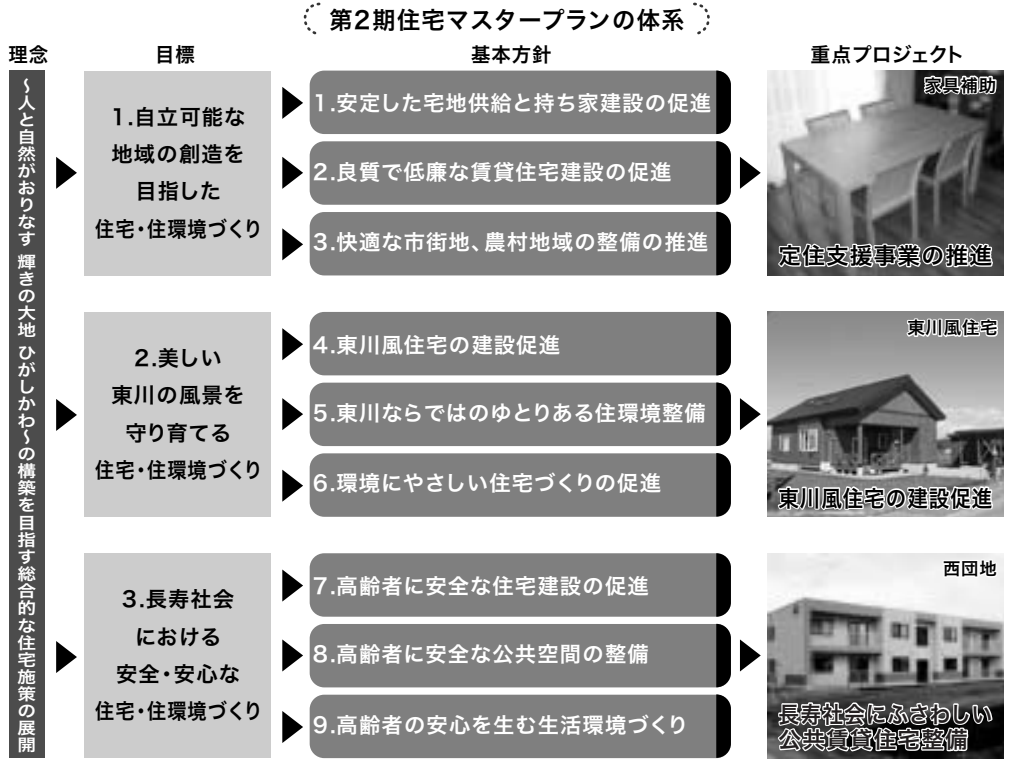 第2期住宅マスタープランの体系
理念
目標
基本方針
重点プロジェクト
～人と自然がおりなす 輝きの大地 ひがしかわ～の構築を目指す総合的な住宅施策の展開
1.自立可能な
地域の創造を
目指した
住宅・住環境づくり
1.安定した宅地供給と持ち家建設の促進
2.良質で低廉な賃貸住宅建設の促進
3.快適な市街地、農村地域の整備の推進
家具補助
定住支援事業の推進
2.美しい
東川の風景を
守り育てる
住宅・住環境づくり
4.東川風住宅の建設促進
5.東川ならではのゆとりある住環境整備
6.環境にやさしい住宅づくりの促進
東川風住宅
東川風住宅の建設促進
3.長寿社会
における
安全・安心な
住宅・住環境づくり
7.高齢者に安全な住宅建設の促進
8.高齢者に安全な公共空間の整備
9.高齢者の安心を生む生活環境づくり
西団地
長寿社会にふさわしい
公共賃貸住宅整備